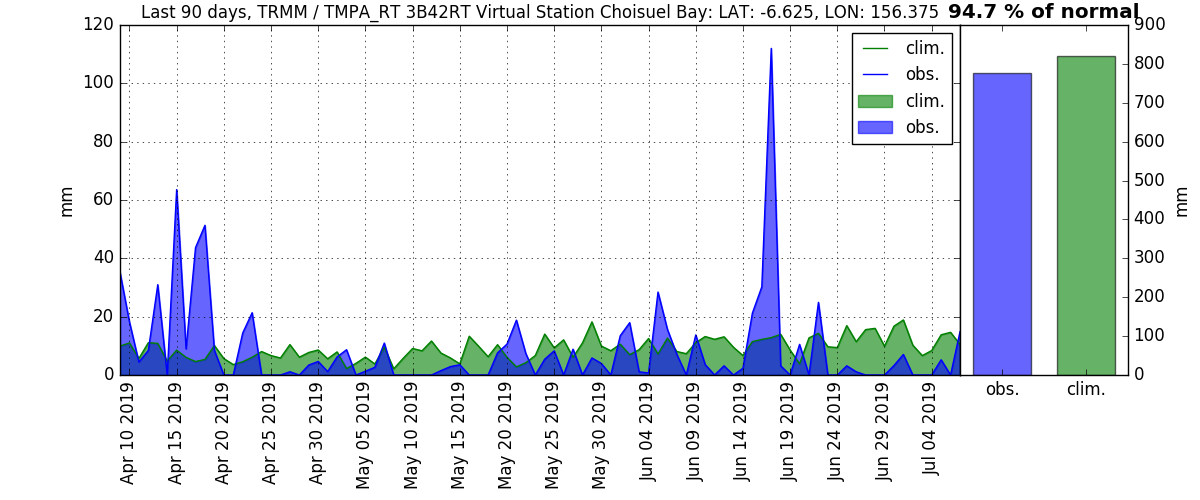 Last 90 days, TRMM / TMPA_RT 3B42RT Virtual Station Choisuel Bay: LAT: -6.625, LON: 156.375
94.7 % of normal
120
100
80
60
40
20
0
mm
clim.
obs.
clim.
obs.
900
800
700
600
500
400
300
200
100
0
mm
obs.
clim.
Apr 10 2019
Apr 15 2019
Apr 20 2019
Apr 25 2019
Apr 30 2019
May 05 2019
May 10 2019
May 15 2019
May 20 2019
May 25 2019
May 30 2019
Jun 04 2019
Jun 09 2019
Jun 14 2019
Jun 19 2019
Jun 24 2019
Jun 29 2019
Jul 04 2019